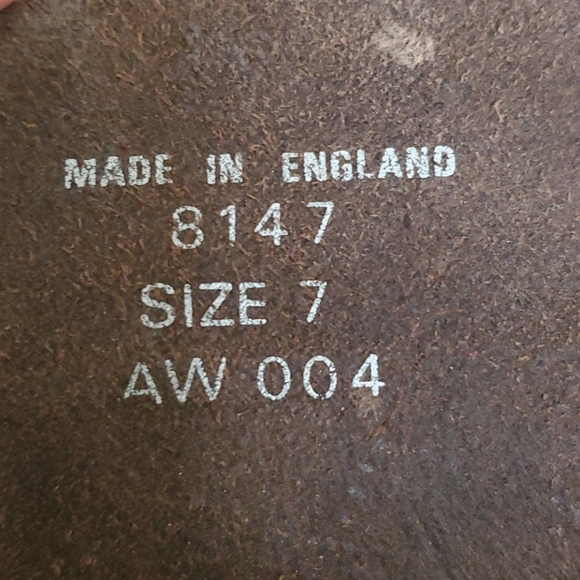 MADE IN ENGLAND
8147
SIZE 7
AW 004